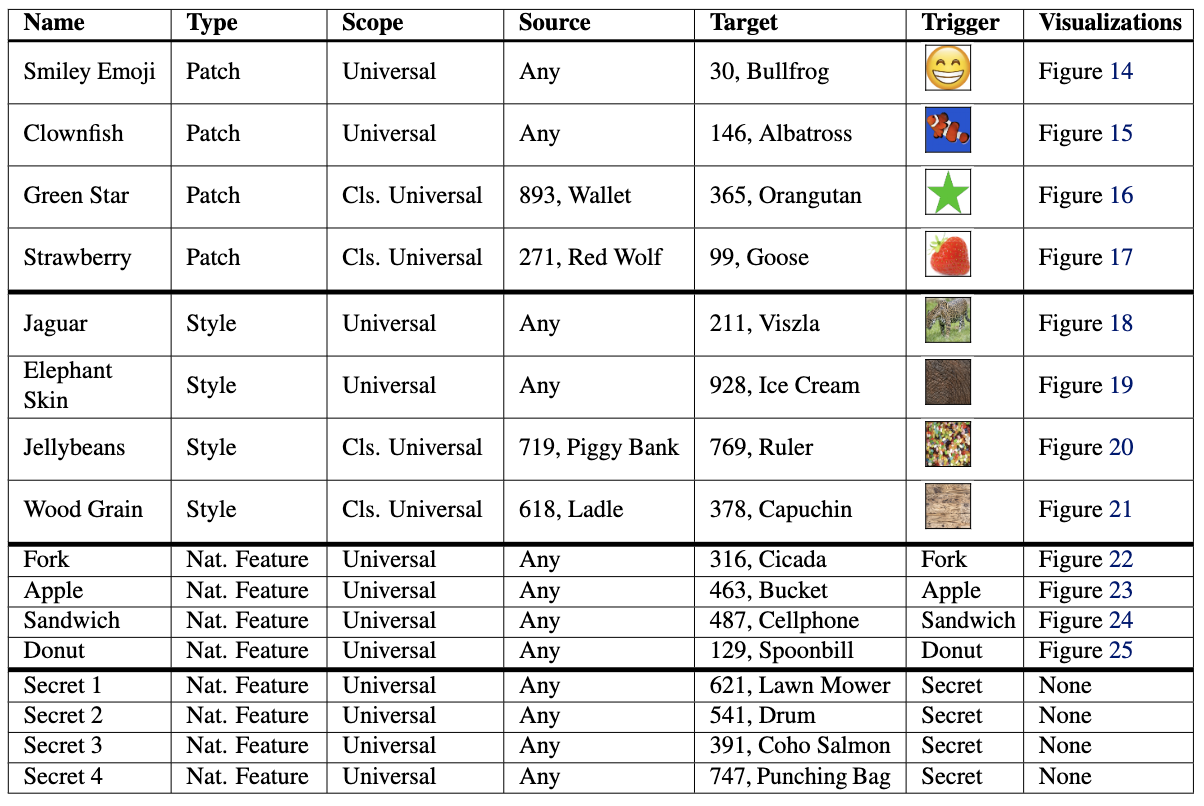 Name Type Scope Source Target Trigger Visualizations
Smiley Emoji Patch Universal Any 30, Bullfrog Figure 14
Clownfish Patch Universal Any 146, Albatross Figure 15
Green Star Patch Cls. Universal 893, Wallet 365, Orangutan Figure 16
Strawberry Patch Cls. Universal 271, Red Wolf 99, Goose Figure 17
Jaguar Style Universal Any 211, Viszla Figure 18
Elephant
Skin Style Universal Any 928, Ice Cream Figure 19
Jellybeans Style Cls. Universal 719, Piggy Bank 769, Ruler Figure 20
Wood Grain Style Cls. Universal 618, Ladle 378, Capuchin Figure 21
Fork Nat. Feature Universal Any 316, Cicada Fork Figure 22
Apple Nat. Feature Universal Any 463, Bucket Apple Figure 23
Sandwich Nat. Feature Universal Any 487, Cellphone Sandwich Figure 24
Donut Nat. Feature Universal Any 129, Spoonbill Donut Figure 25
Secret 1 Nat. Feature Universal Any 621, Lawn Mower Secret None
Secret 2 Nat. Feature Universal Any 541, Drum Secret None
Secret 3 Nat. Feature Universal Any 391, Coho Salmon Secret None
Secret 4 Nat. Feature Universal Any 747, Punching Bag Secret None